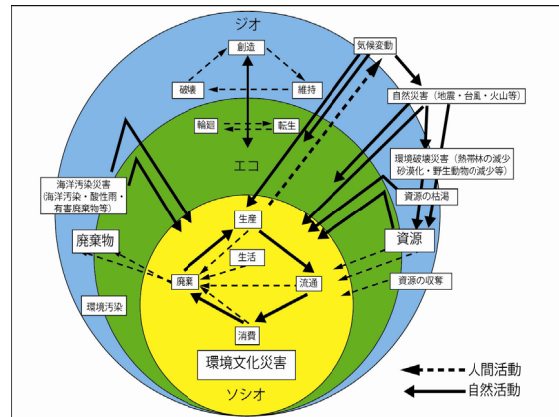 ジオ
創造
気候変動
破壊
維持
自然災害(地震・台風・火山等)
輪廻
転生
エコ
環境破壊災害(熱帯林の減少
砂漠化・野生動物の減少等)
海洋汚染災害
(海洋汚染・酸性雨・
有害廃棄物等)
資源の枯渇
生産
廃棄物
資源
生活
廃棄
流通
資源の収奪
環境汚染
消費
環境文化災害
人間活動
ソシオ
自然活動